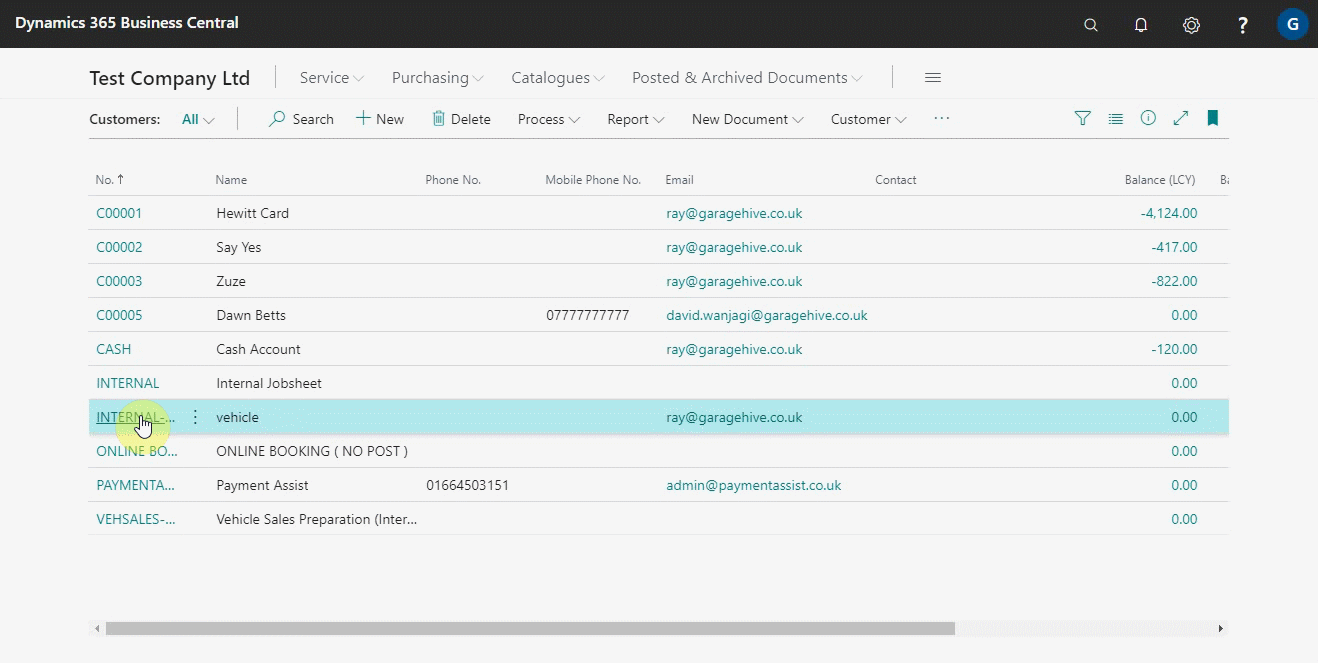 Dynamics 365 Business Central
G
Test Company Ltd Service Purchasing Catalogues Posted & Archived Documents
Customers: All Search New Delete Process Report New Document Customer ...
No. ↑ Name Phone No. Mobile Phone No. Email Contact Balance (LCY) Ba
C00001 Hewitt Card ray@garagehive.co.uk -4,124.00
C00002 Say Yes ray@garagehive.co.uk -417.00
C00003 Zuze ray@garagehive.co.uk -822.00
C00005 Dawn Betts 07777777777 david.wanjagi@garagehive.co.uk 0.00
CASH Cash Account ray@garagehive.co.uk -120.00
INTERNAL Internal Jobsheet 0.00
INTERNAL-... vehicle ray@garagehive.co.uk 0.00
ONLINE BO... ONLINE BOOKING ( NO POST ) 0.00
PAYMENTA... Payment Assist 01664503151 admin@paymentassist.co.uk 0.00
VEHSALES-... Vehicle Sales Preparation (Inter... 0.00